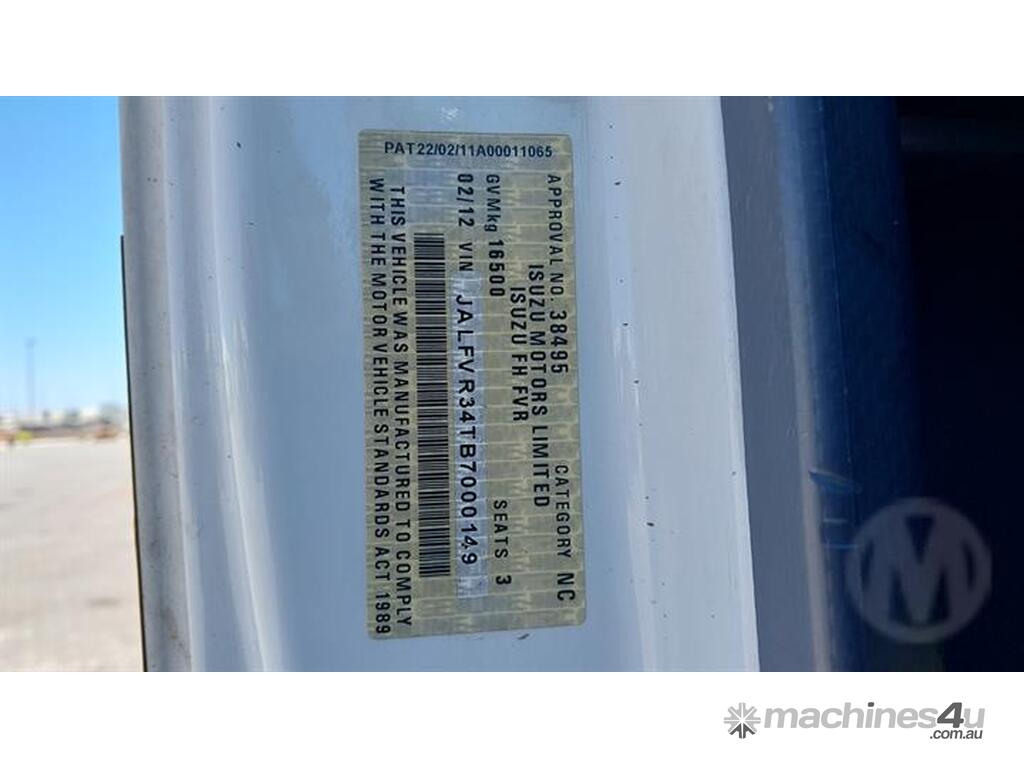 PAT22/02/11A00011065
APPROVAL NO. 38495 CATEGORY NC
ISUZU MOTORS LIMITED
ISUZU FH FVR
GVMkg 16500 SEATS 3
02/12 VIN JALFVR34TB7000149
THIS VEHICLE WAS MANUFACTURED TO COMPLY
WITH THE MOTOR VEHICLE STANDARDS ACT 1989
M
machines4u
.com.au